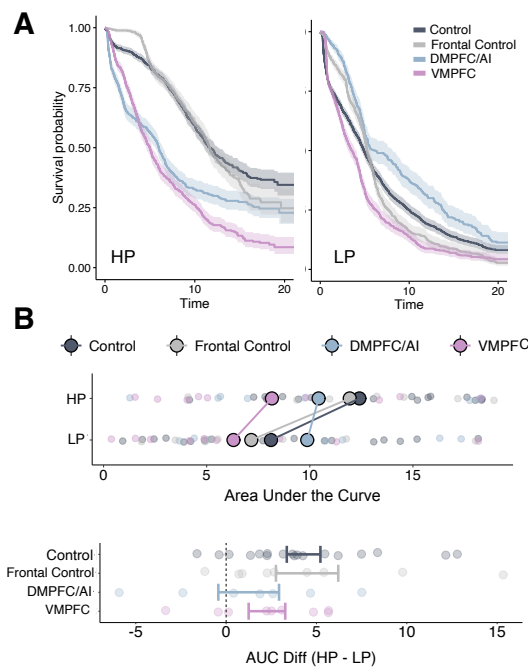 A
1.00
0.75
0.50
0.25
0.00
Survival probability
HP
0
10
20
Time
LP
0
10
20
Time
Control
Frontal Control
DMPFC/AI
VMPFC
B
Control
Frontal Control
DMPFC/AI
VMPFC
HP
LP
0
5
10
15
Area Under the Curve
Control
Frontal Control
DMPFC/AI
VMPFC
-5
0
5
10
15
AUC Diff (HP - LP)